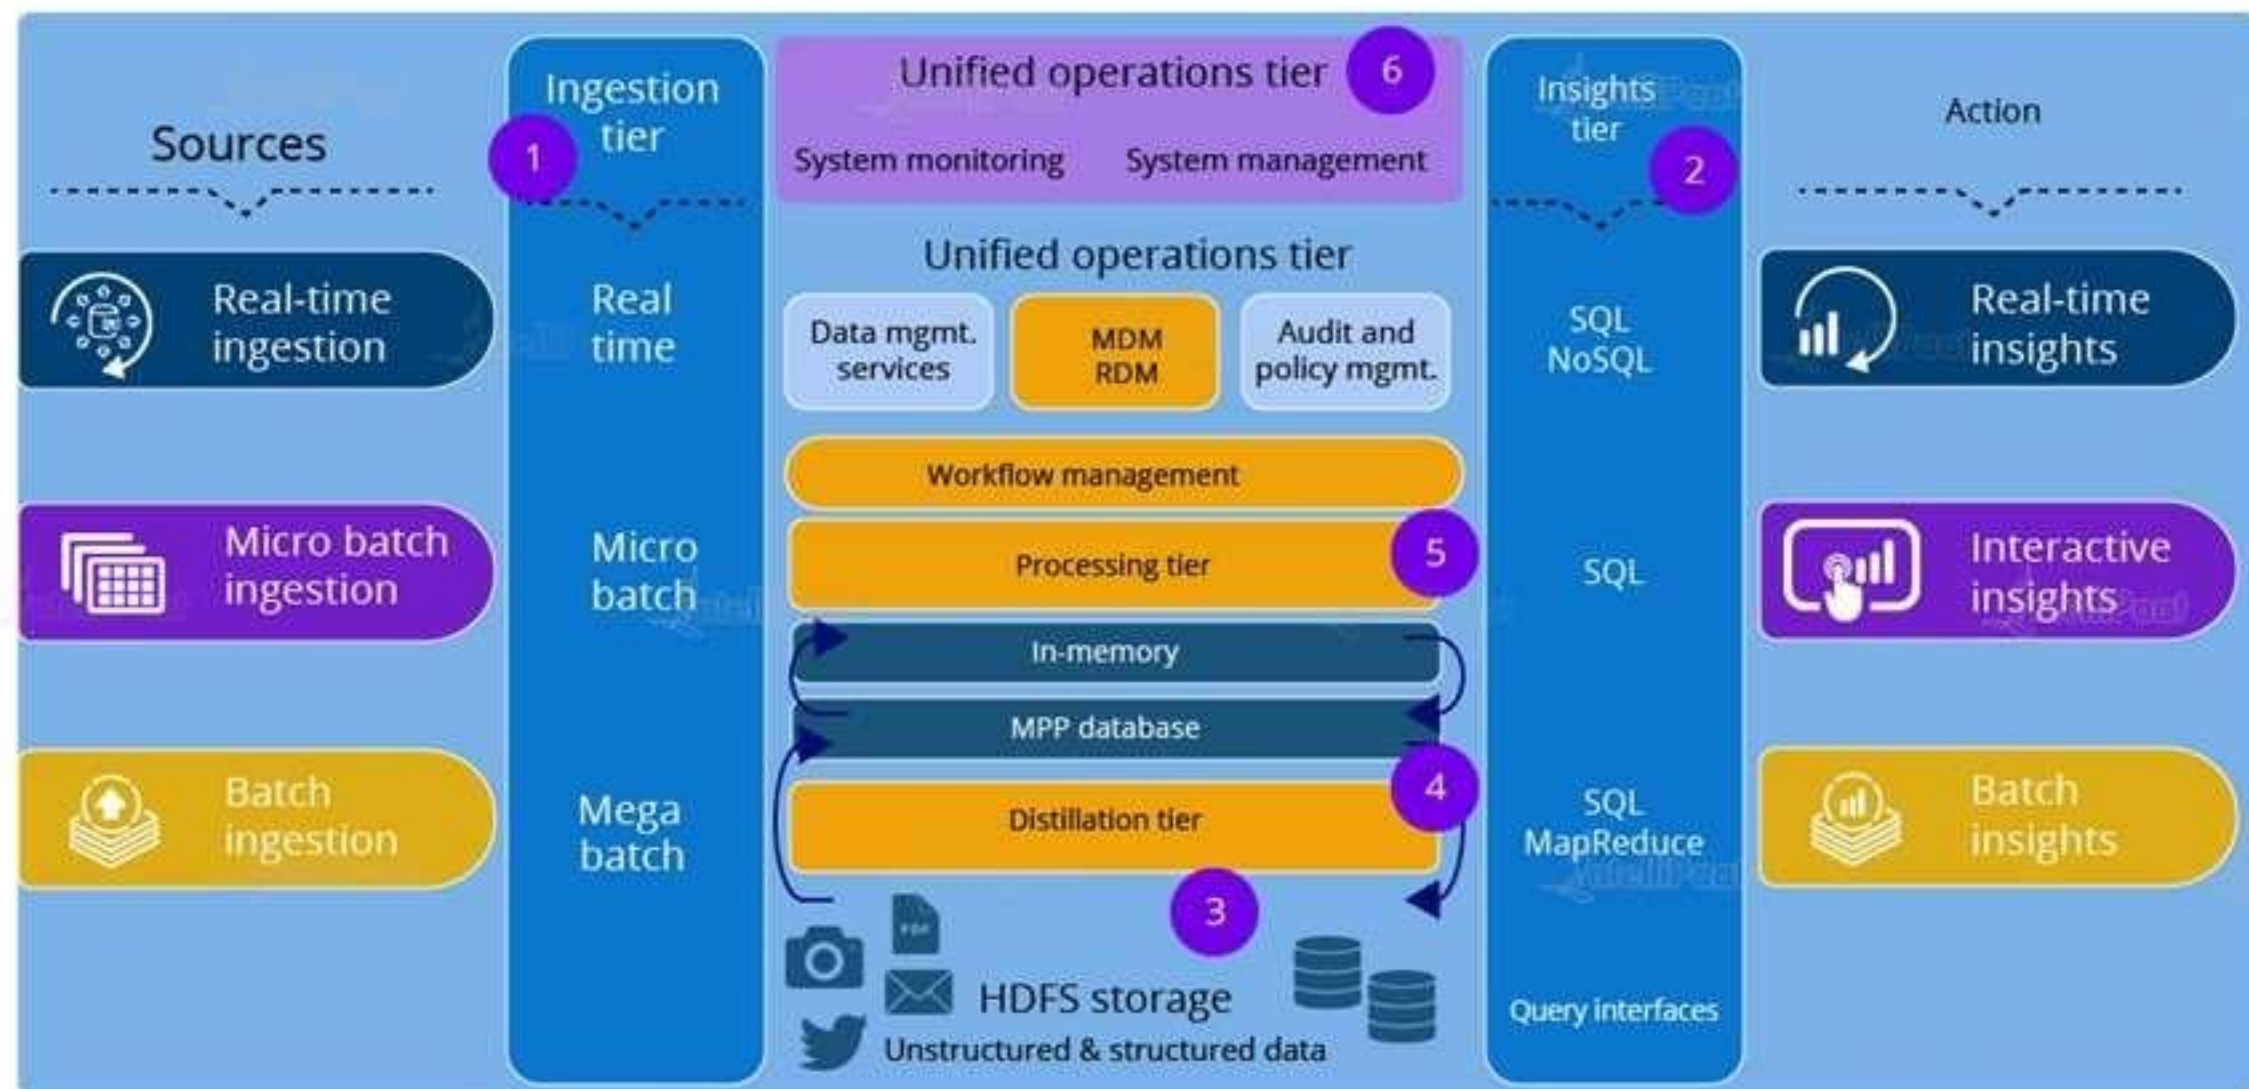 Sources
Real-time
ingestion
Micro batch
ingestion
Batch
ingestion
Ingestion
tier
1
Real
time
Micro
batch
Mega
batch
Unified operations tier
6
System monitoring
System management
Unified operations tier
Data mgmt.
services
MDM
RDM
Audit and
policy mgmt.
Workflow management
Processing tier
5
In-memory
MPP database
4
Distillation tier
3
PDF
HDFS storage
Unstructured & structured data
Insights
tier
2
SQL
NoSQL
SQL
SQL
MapReduce
Query interfaces
Action
Real-time
insights
Interactive
insights
Batch
insights